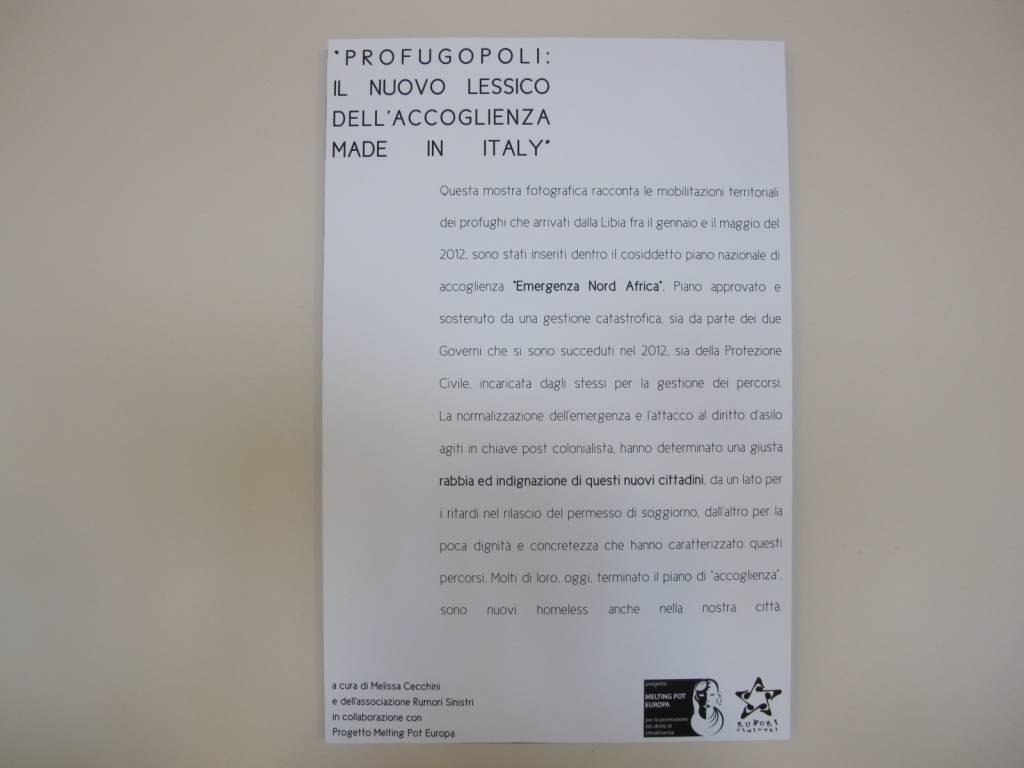 "PROFUGOPOLI:
IL NUOVO LESSICO
DELL'ACCOGLIENZA
MADE IN ITALY"
Questa mostra fotografica racconta le mobilitazioni territoriali
dei profughi che arrivati dalla Libia fra il gennaio e il maggio del
2012, sono stati inseriti dentro il cosiddetto piano nazionale di
accoglienza "Emergenza Nord Africa". Piano approvato e
sostenuto da una gestione catastrofica, sia da parte dei due
Governi che si sono succeduti nel 2012, sia della Protezione
Civile, incaricata dagli stessi per la gestione dei percorsi.
La normalizzazione dell'emergenza e l'attacco al diritto d'asilo
agiti in chiave post colonialista, hanno determinato una giusta
rabbia ed indignazione di questi nuovi cittadini, da un lato per
i ritardi nel rilascio del permesso di soggiorno, dall'altro per la
poca dignità e concretezza che hanno caratterizzato questi
percorsi. Molti di loro, oggi, terminato il piano di "accoglienza",
sono nuovi homeless anche nella nostra città.
a cura di Melissa Cecchini
e dell'associazione Rumori Sinistri
in collaborazione con
Progetto Melting Pot Europa
progetto
MELTING POT
EUROPA
per la promozione
dei diritti di
cittadinanza
RUMORI
SINISTRI